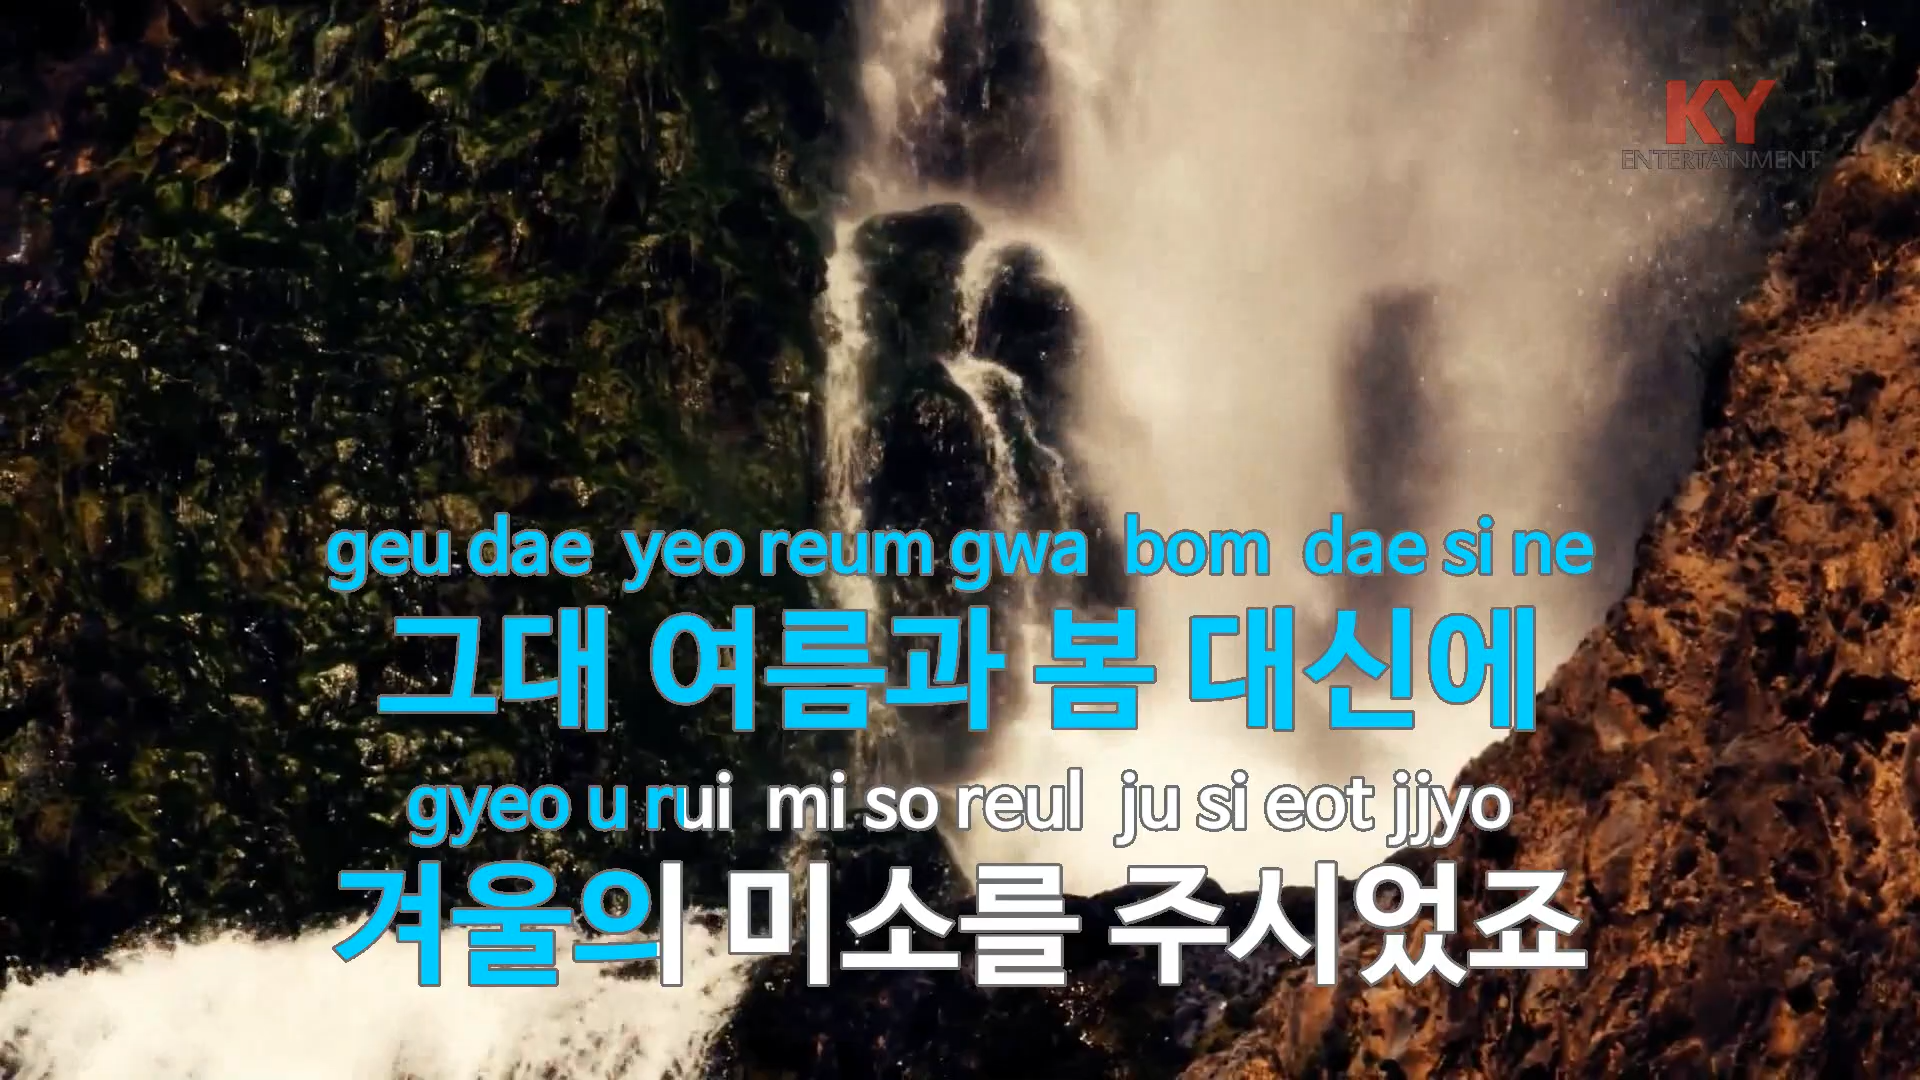 KY
ENTERTAINMENT
geu dae yeo reum gwa bom dae si ne
그대 여름과 봄 대신에
gyeo u rui mi so reul ju si eot jjyo
겨울의 미소를 주시었죠